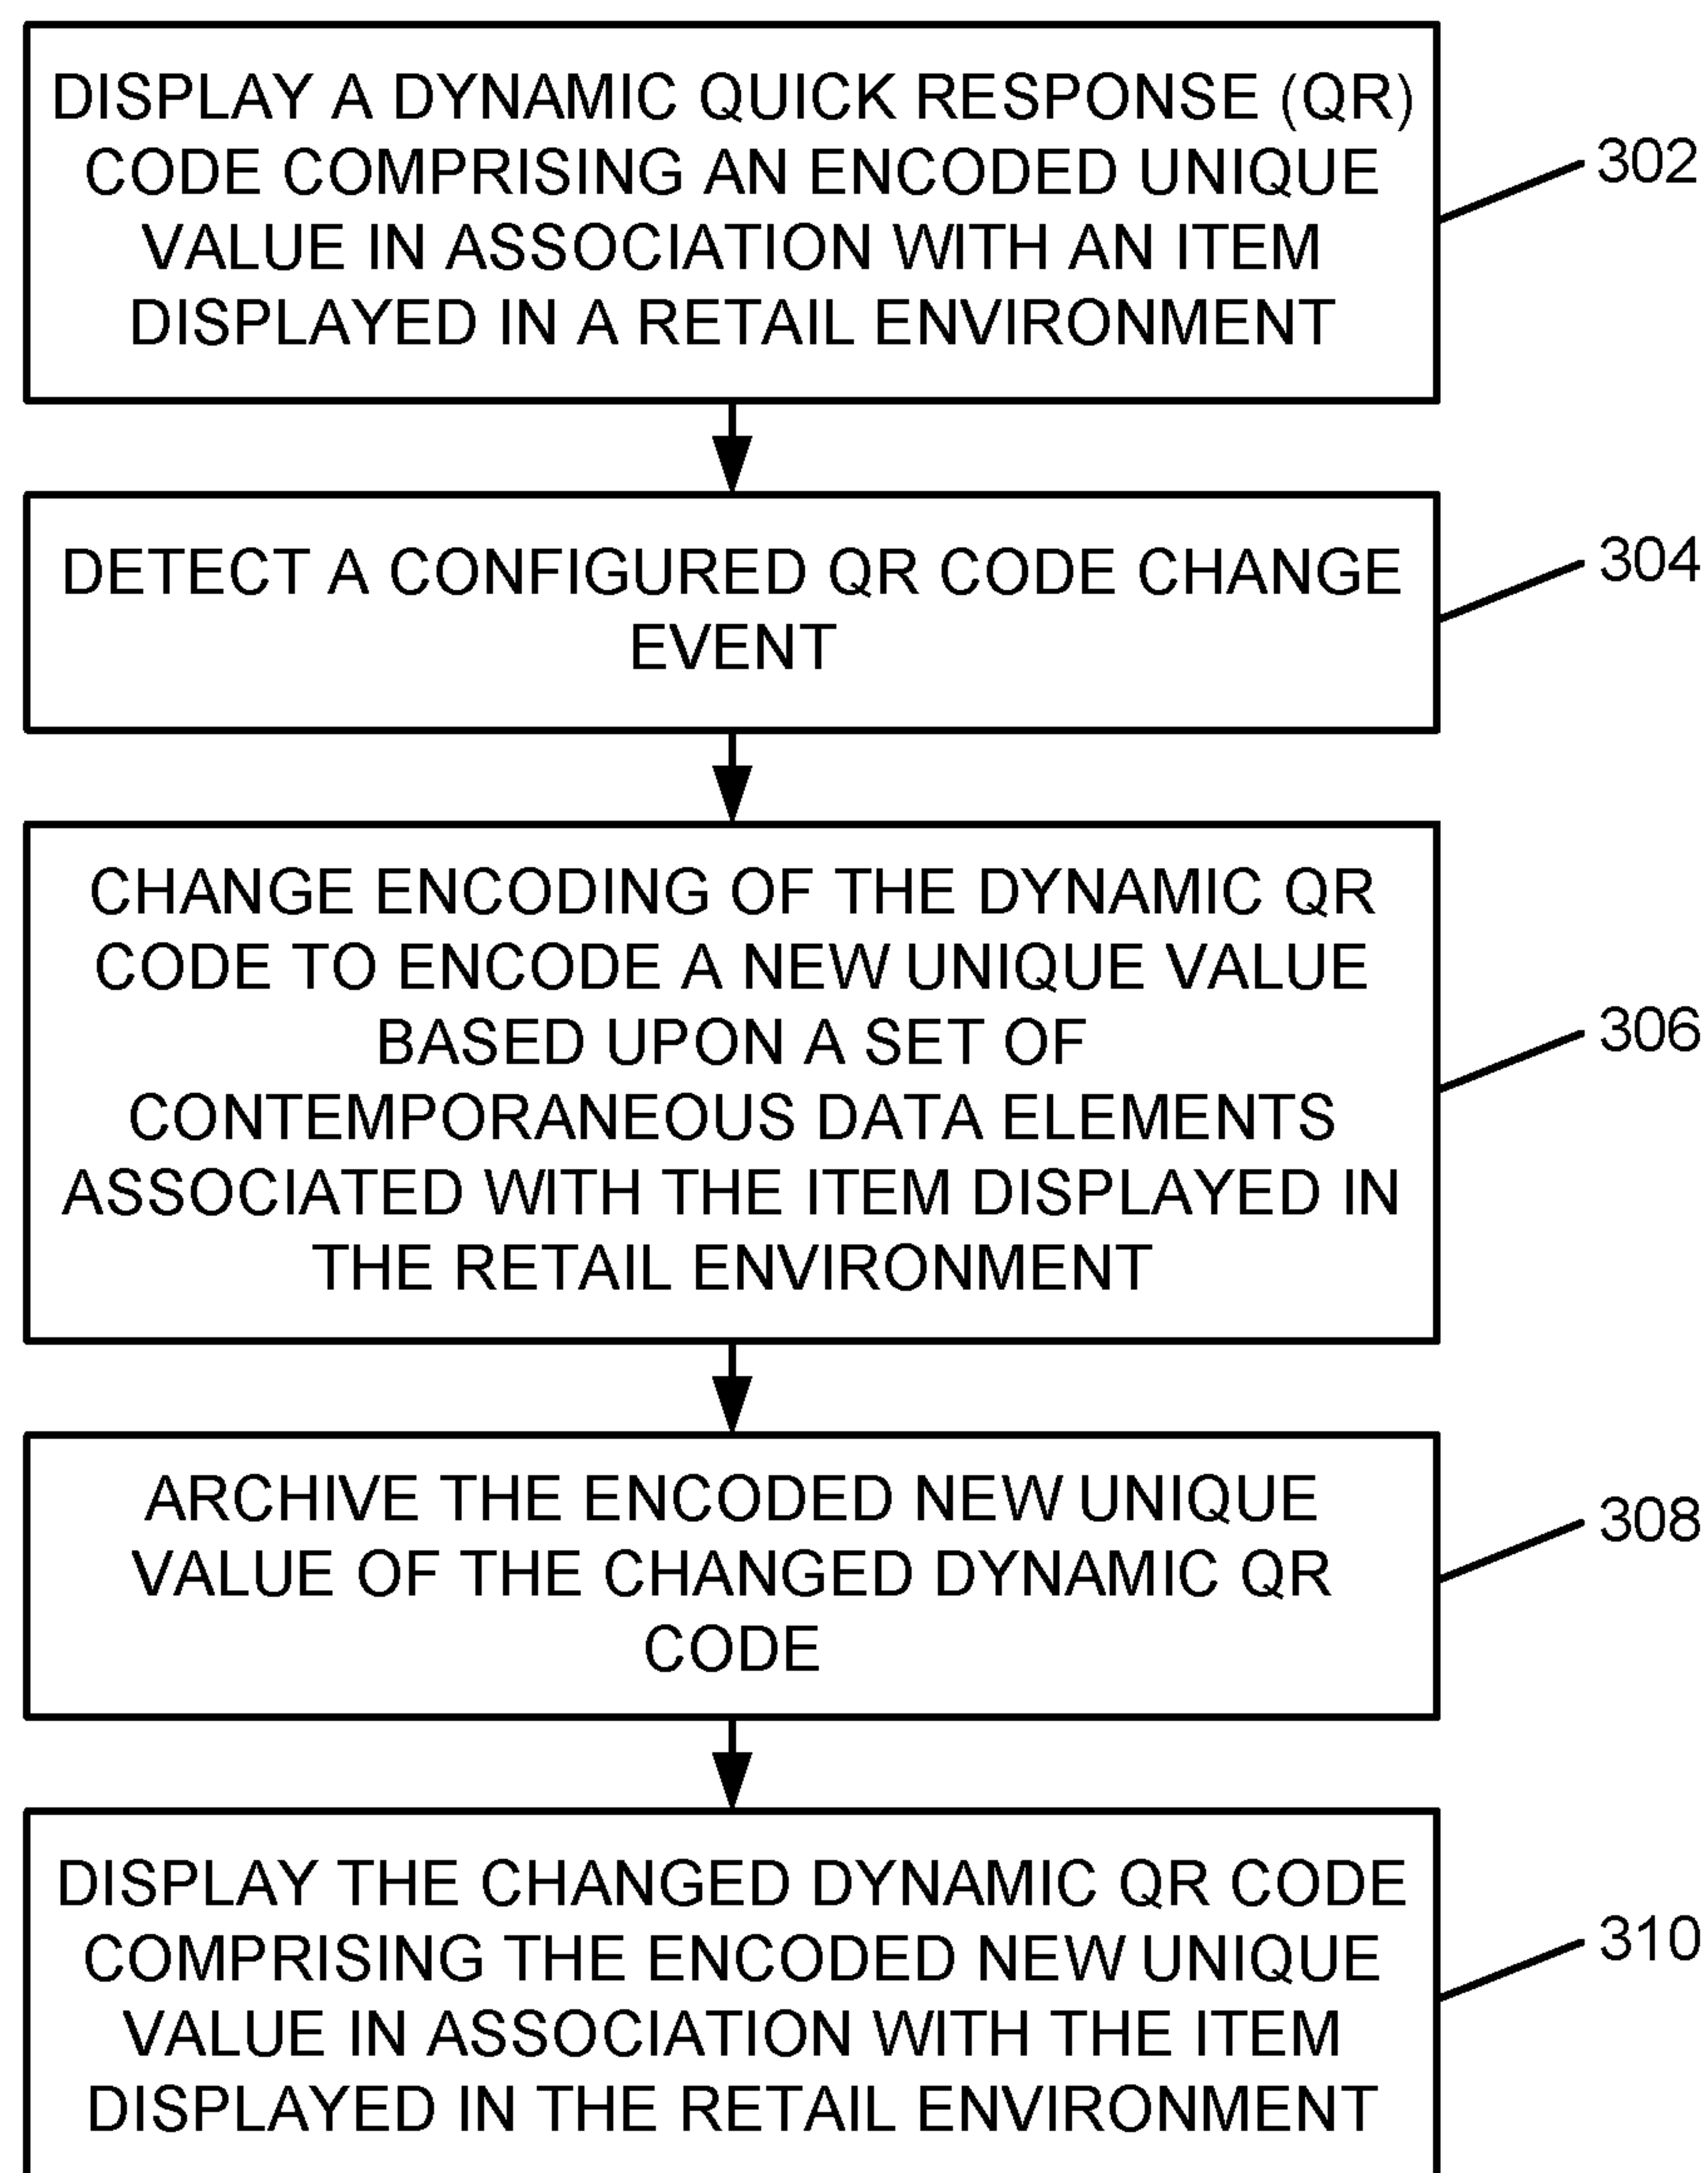 DISPLAY A DYNAMIC QUICK RESPONSE (QR)
CODE COMPRISING AN ENCODED UNIQUE
VALUE IN ASSOCIATION WITH AN ITEM
DISPLAYED IN A RETAIL ENVIRONMENT
302
DETECT A CONFIGURED QR CODE CHANGE
EVENT
304
CHANGE ENCODING OF THE DYNAMIC QR
CODE TO ENCODE A NEW UNIQUE VALUE
BASED UPON A SET OF
CONTEMPORANEOUS DATA ELEMENTS
ASSOCIATED WITH THE ITEM DISPLAYED IN
THE RETAIL ENVIRONMENT
306
ARCHIVE THE ENCODED NEW UNIQUE
VALUE OF THE CHANGED DYNAMIC QR
CODE
308
DISPLAY THE CHANGED DYNAMIC QR CODE
COMPRISING THE ENCODED NEW UNIQUE
VALUE IN ASSOCIATION WITH THE ITEM
DISPLAYED IN THE RETAIL ENVIRONMENT
310